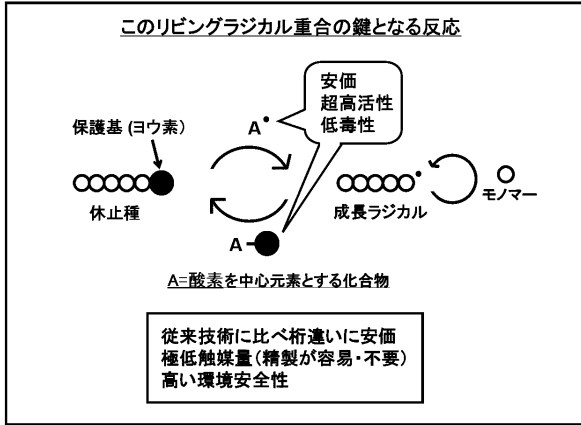 このリビングラジカル重合の鍵となる反応
安価
超高活性
低毒性
A•
保護基 (ヨウ素)
休止種
成長ラジカル
モノマー
A
A=酸素を中心元素とする化合物
従来技術に比べ桁違いに安価
極低触媒量(精製が容易・不要)
高い環境安全性